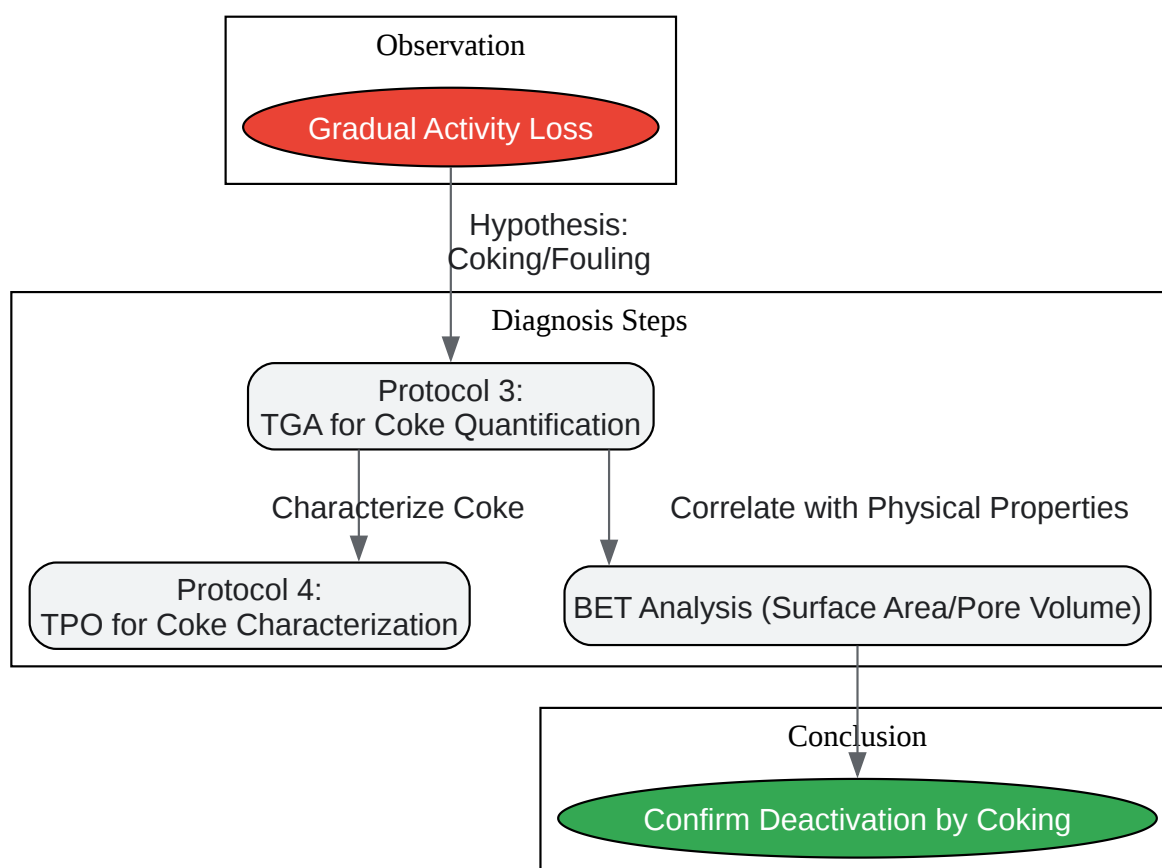 Observation
Gradual Activity Loss
Hypothesis:
Coking/Fouling
Diagnosis Steps
Protocol 3:
TGA for Coke Quantification
Characterize Coke
Correlate with Physical Properties
Protocol 4:
TPO for Coke Characterization
BET Analysis (Surface Area/Pore Volume)
Conclusion
Confirm Deactivation by Coking